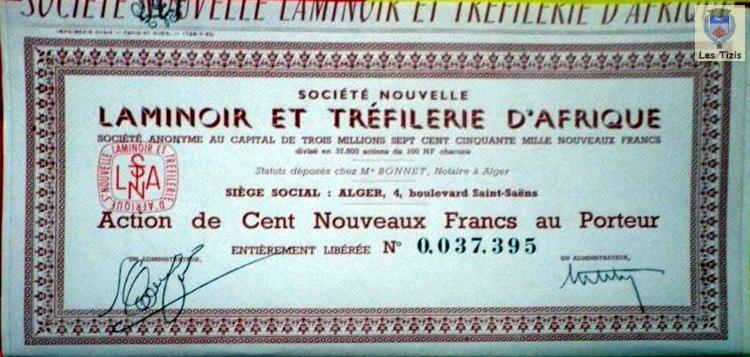 SOCIÉTÉ NOUVELLE LAMINOIR ET TRÉFILERIE D'AFRIQUE
Les Tizis
SOCIÉTÉ NOUVELLE
LAMINOIR ET TRÉFILERIE D'AFRIQUE
SOCIÉTÉ ANONYME AU CAPITAL DE TROIS MILLIONS SEPT CENT CINQUANTE MILLE NOUVEAUX FRANCS
divisé en 37.500 actions de 100 NF chacune
Statuts déposés chez Me BONNET, Notaire à Alger
SIÈGE SOCIAL : ALGER, 4, boulevard Saint-Saëns
S'té NOUVELLE LAMINOIR ET TRÉFILERIE D'AFRIQUE
LSNA
Action de Cent Nouveaux Francs au Porteur
ENTIÈREMENT LIBÉRÉE N° 0,037,395
UN ADMINISTRATEUR,
UN ADMINISTRATEUR,